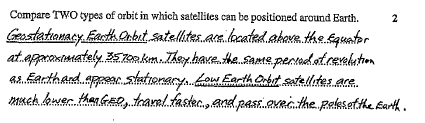 Compare TWO types of orbit in which satellites can be positioned around Earth. 2
Geostationary Earth Orbit satellites are located above the Equator
at approximately 35700 km. They have the same period of revolution
as Earth and appear stationary. Low Earth Orbit satellites are
much lower than GEO, travel faster, and pass over the poles of the Earth.